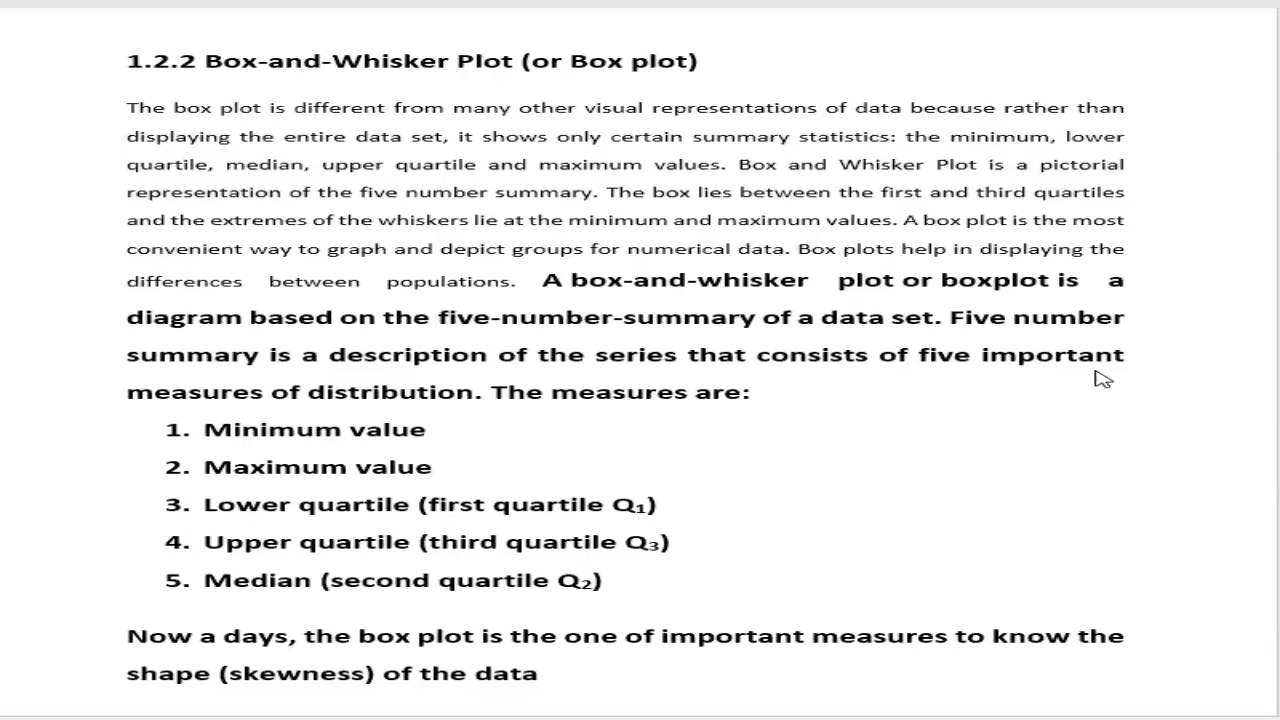 1.2.2 Box-and-Whisker Plot (or Box plot)
The box plot is different from many other visual representations of data because rather than
displaying the entire data set, it shows only certain summary statistics: the minimum, lower
quartile, median, upper quartile and maximum values. Box and Whisker Plot is a pictorial
representation of the five number summary. The box lies between the first and third quartiles
and the extremes of the whiskers lie at the minimum and maximum values. A box plot is the most
convenient way to graph and depict groups for numerical data. Box plots help in displaying the
differences between populations. A box-and-whisker plot or boxplot is a
diagram based on the five-number-summary of a data set. Five number
summary is a description of the series that consists of five important
measures of distribution. The measures are:
1. Minimum value
2. Maximum value
3. Lower quartile (first quartile Q₁)
4. Upper quartile (third quartile Q₃)
5. Median (second quartile Q₂)
Now a days, the box plot is the one of important measures to know the
shape (skewness) of the data